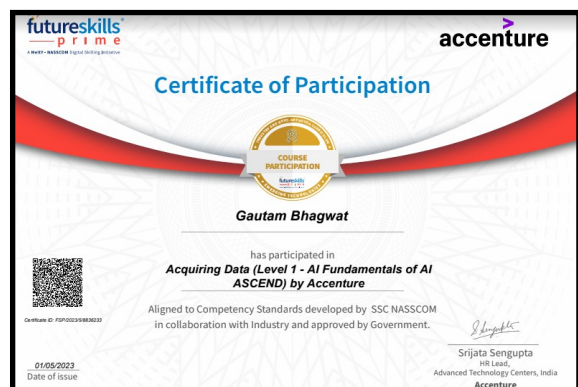 futureskills
prime
A MeitY - NASSCOM Digital Skilling Initiative
accenture
Certificate of Participation
COURSE
PARTICIPATION
futureskills
Gautam Bhagwat
has participated in
Acquiring Data (Level 1 - AI Fundamentals of AI
ASCEND) by Accenture
Aligned to Competency Standards developed by SSC NASSCOM
in collaboration with Industry and approved by Government.
Certificate ID: FSP/2023/5/8836233
01/05/2023
Date of issue
Srijata Sengupta
HR Lead,
Advanced Technology Centers, India
Accenture